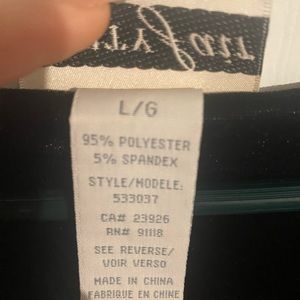 L/G
95% POLYESTER
5% SPANDEX
STYLE/MODELE:
533037
CA# 23926
RN# 91118
SEE REVERSE/
VOIR VERSO
MADE IN CHINA
FABRIQUE EN CHINE